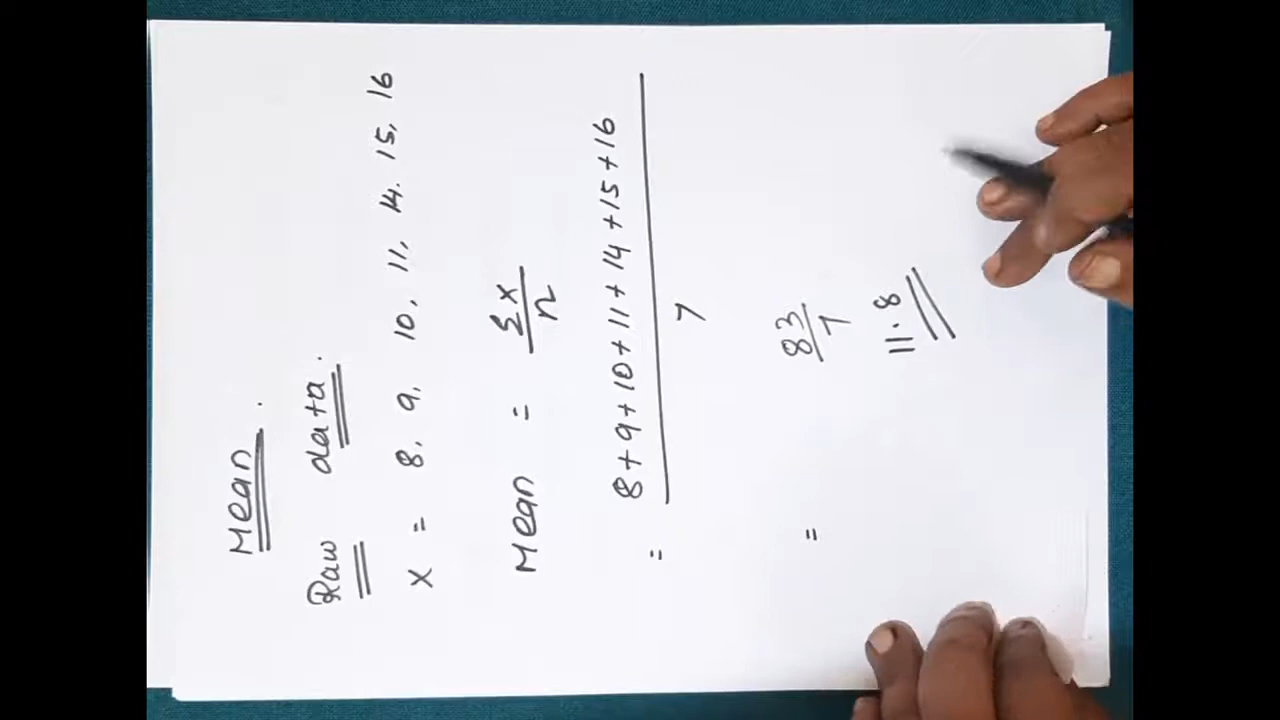 Mean.
Raw data.
x = 8, 9, 10, 11, 14. 15, 16
Mean = Σx/n
= 8+9+10+11+14+15+16
7
= 83/7
11.8